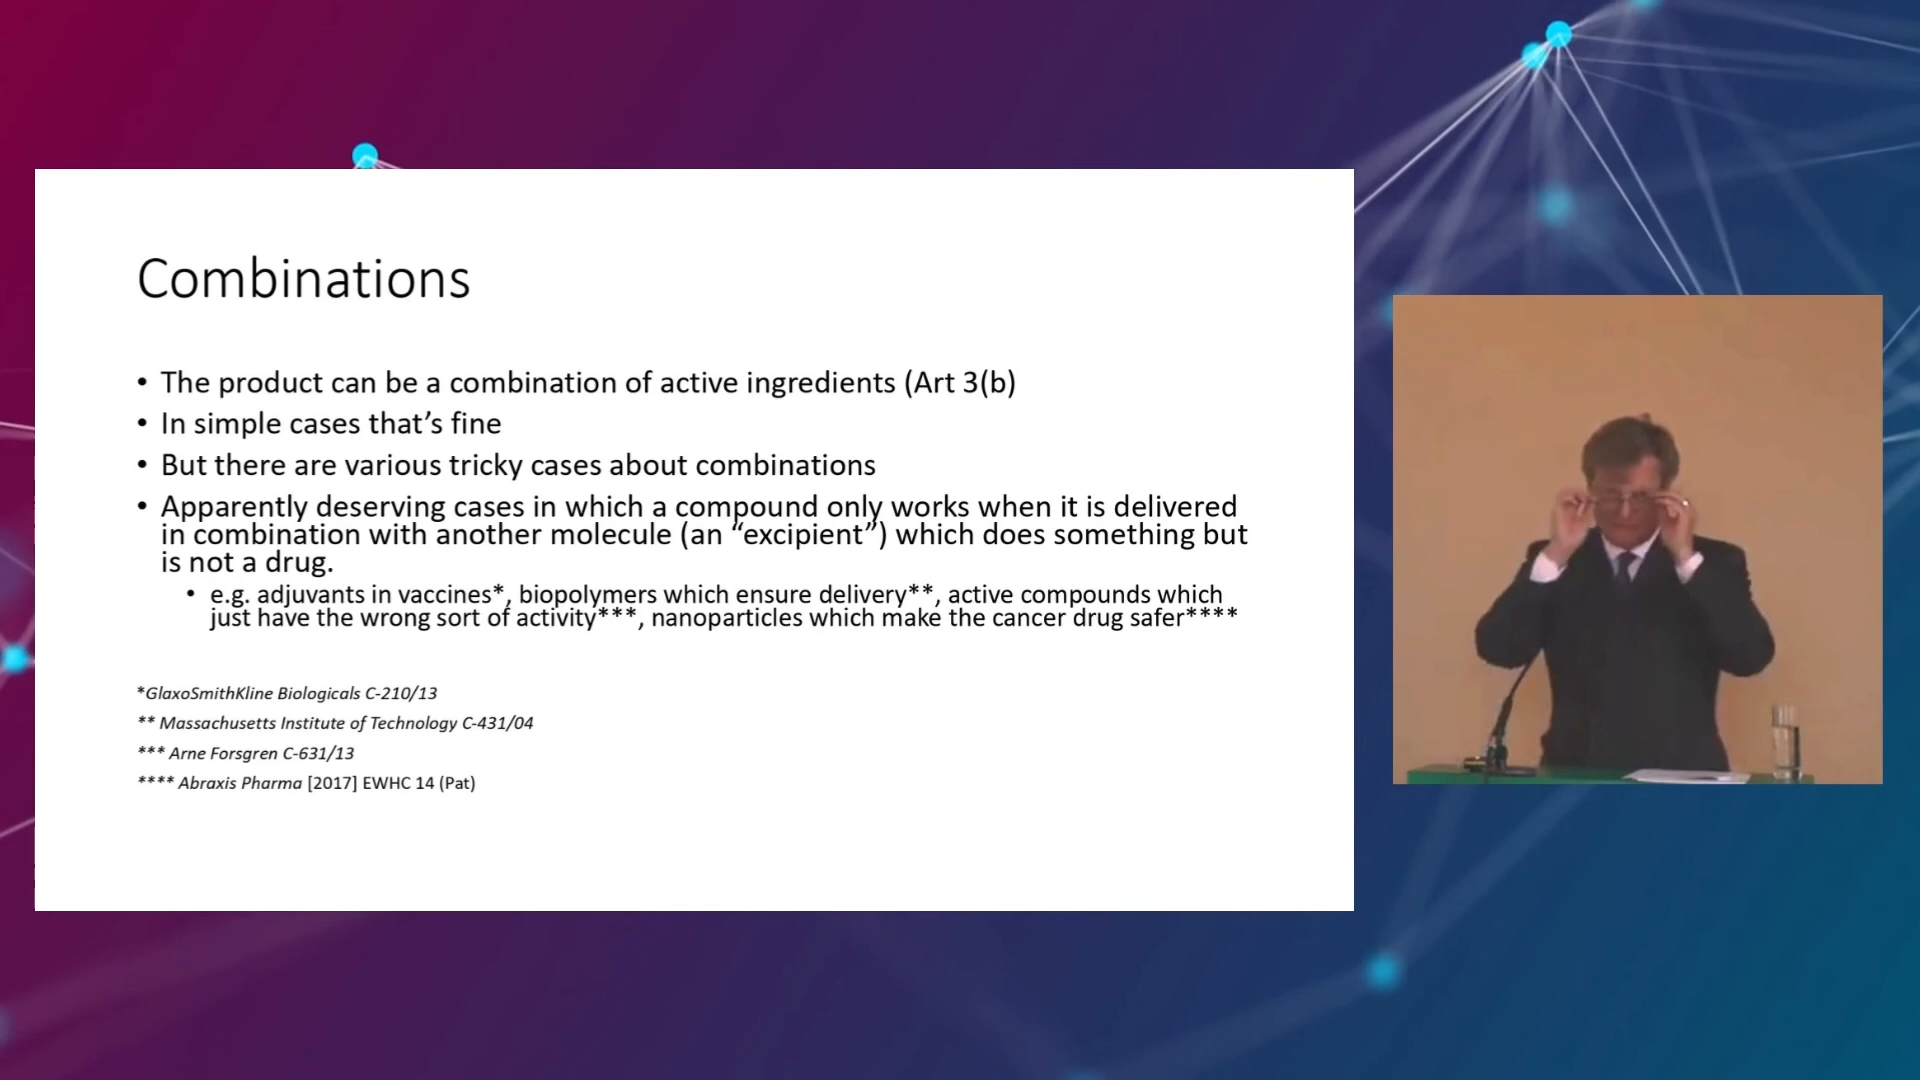 Combinations
• The product can be a combination of active ingredients (Art 3(b)
• In simple cases that’s fine
• But there are various tricky cases about combinations
• Apparently deserving cases in which a compound only works when it is delivered
in combination with another molecule (an “excipient”) which does something but
is not a drug.
• e.g. adjuvants in vaccines*, biopolymers which ensure delivery**, active compounds which
just have the wrong sort of activity***, nanoparticles which make the cancer drug safer****
*GlaxoSmithKline Biologicals C-210/13
** Massachusetts Institute of Technology C-431/04
*** Arne Forsgren C-631/13
**** Abraxis Pharma [2017] EWHC 14 (Pat)